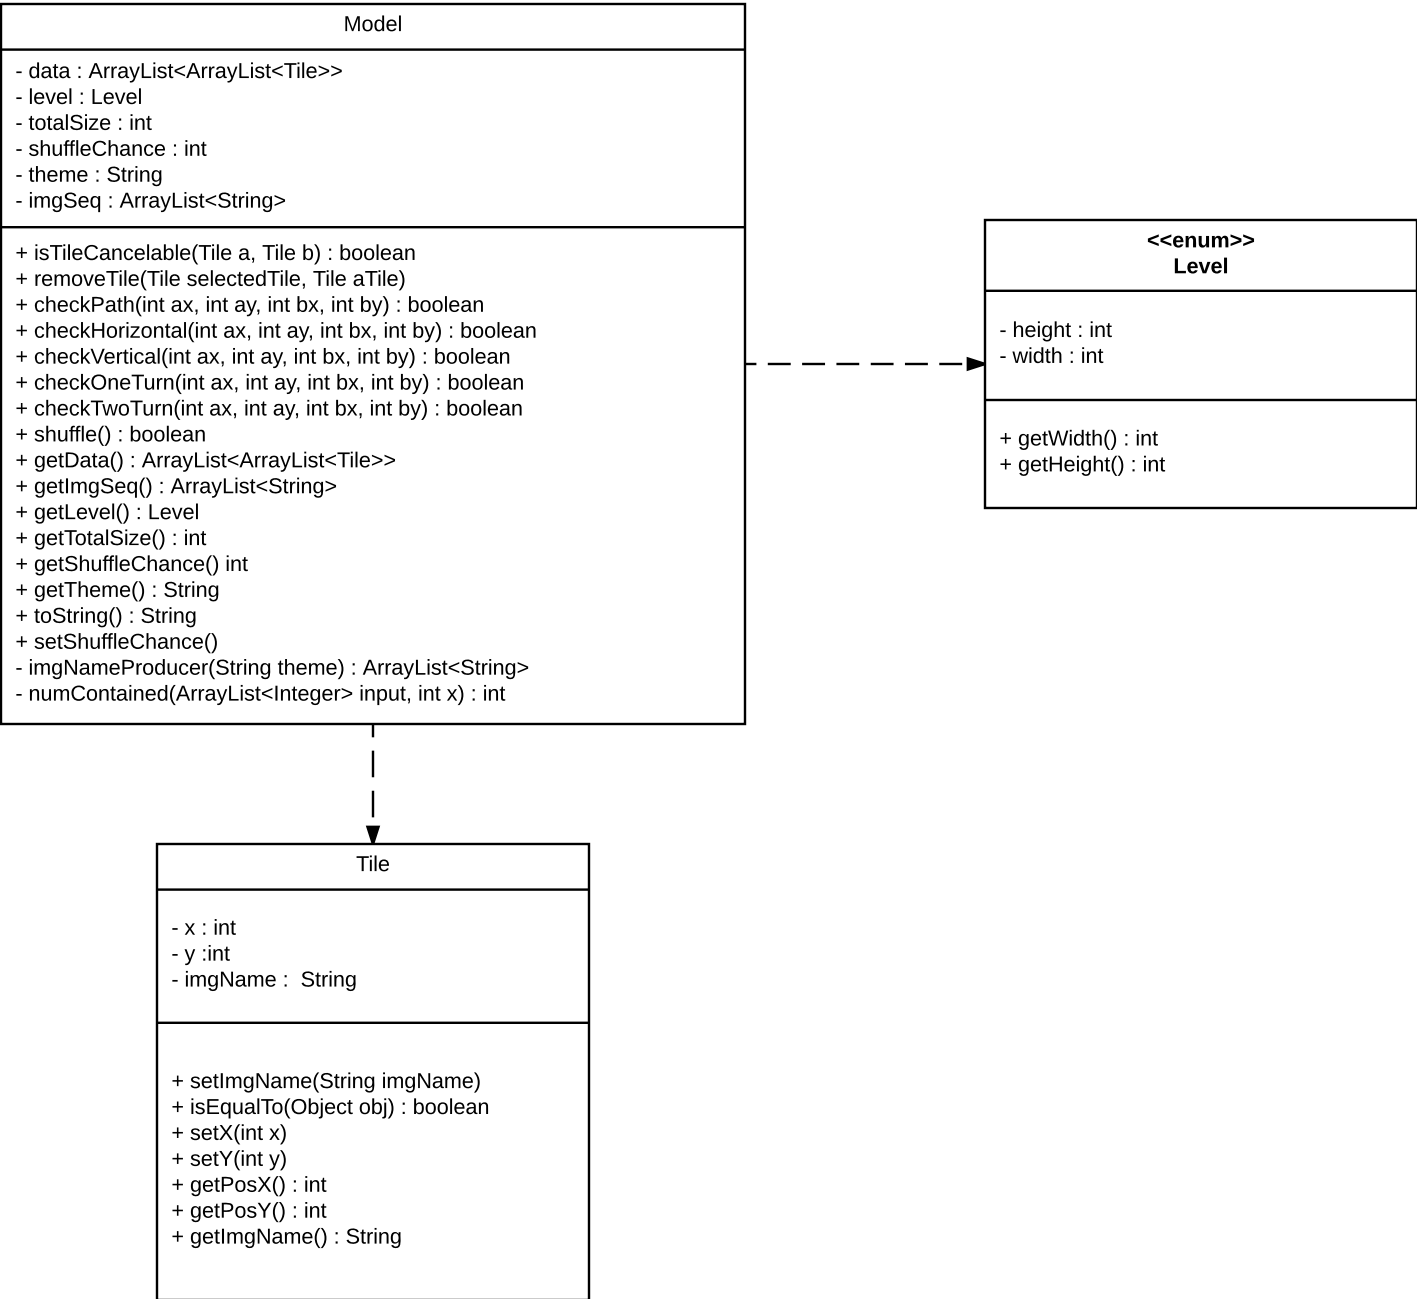 Model
- data : ArrayList<ArrayList<Tile>>
- level : Level
- totalSize : int
- shuffleChance : int
- theme : String
- imgSeq : ArrayList<String>
+ isTileCancelable(Tile a, Tile b) : boolean
+ removeTile(Tile selectedTile, Tile aTile)
+ checkPath(int ax, int ay, int bx, int by) : boolean
+ checkHorizontal(int ax, int ay, int bx, int by) : boolean
+ checkVertical(int ax, int ay, int bx, int by) : boolean
+ checkOneTurn(int ax, int ay, int bx, int by) : boolean
+ checkTwoTurn(int ax, int ay, int bx, int by) : boolean
+ shuffle() : boolean
+ getData() : ArrayList<ArrayList<Tile>>
+ getImgSeq() : ArrayList<String>
+ getLevel() : Level
+ getTotalSize() : int
+ getShuffleChance() int
+ getTheme() : String
+ toString() : String
+ setShuffleChance()
- imgNameProducer(String theme) : ArrayList<String>
- numContained(ArrayList<Integer> input, int x) : int
<<enum>>
Level
- height : int
- width : int
+ getWidth() : int
+ getHeight() : int
Tile
- x : int
- y :int
- imgName :  String
+ setImgName(String imgName)
+ isEqualTo(Object obj) : boolean
+ setX(int x)
+ setY(int y)
+ getPosX() : int
+ getPosY() : int
+ getImgName() : String